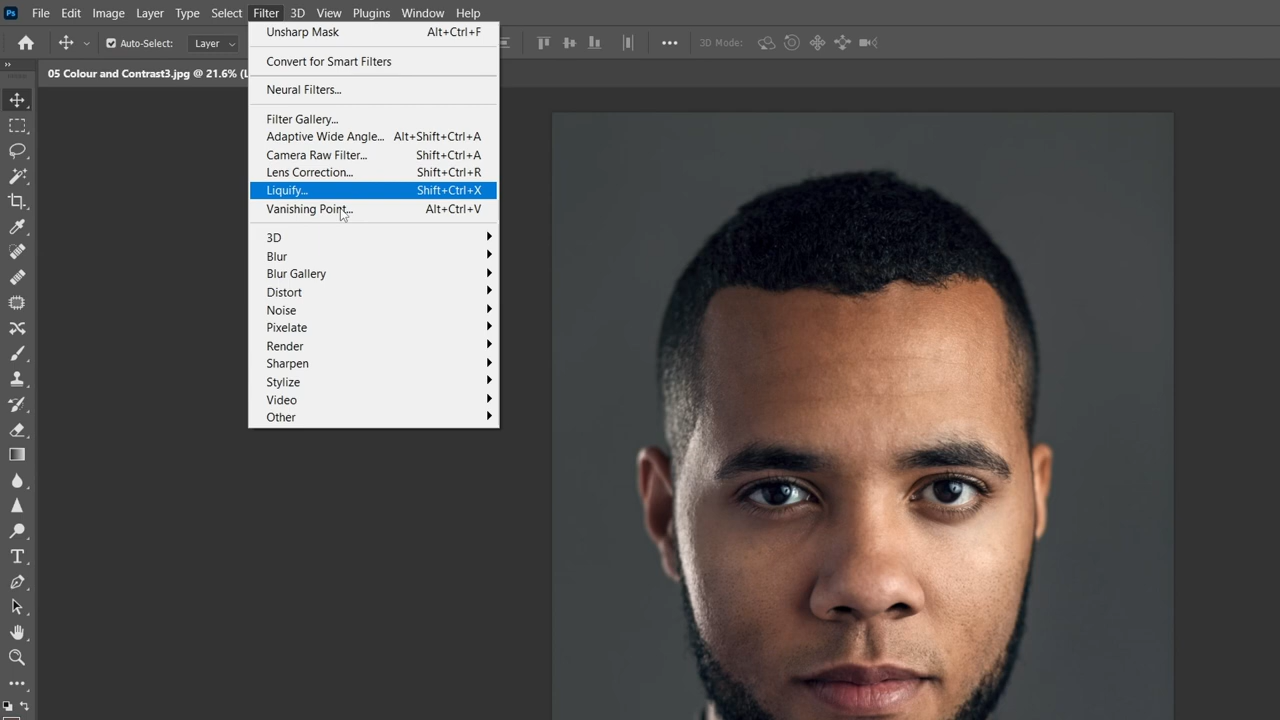 Ps File Edit Image Layer Type Select Filter 3D View Plugins Window Help
Auto-Select: Layer 3D Mode:
05 Colour and Contrast3.jpg @ 21.6% (L
Unsharp Mask Alt+Ctrl+F
Convert for Smart Filters
Neural Filters...
Filter Gallery...
Adaptive Wide Angle... Alt+Shift+Ctrl+A
Camera Raw Filter... Shift+Ctrl+A
Lens Correction... Shift+Ctrl+R
Liquify... Shift+Ctrl+X
Vanishing Point... Alt+Ctrl+V
3D
Blur
Blur Gallery
Distort
Noise
Pixelate
Render
Sharpen
Stylize
Video
Other